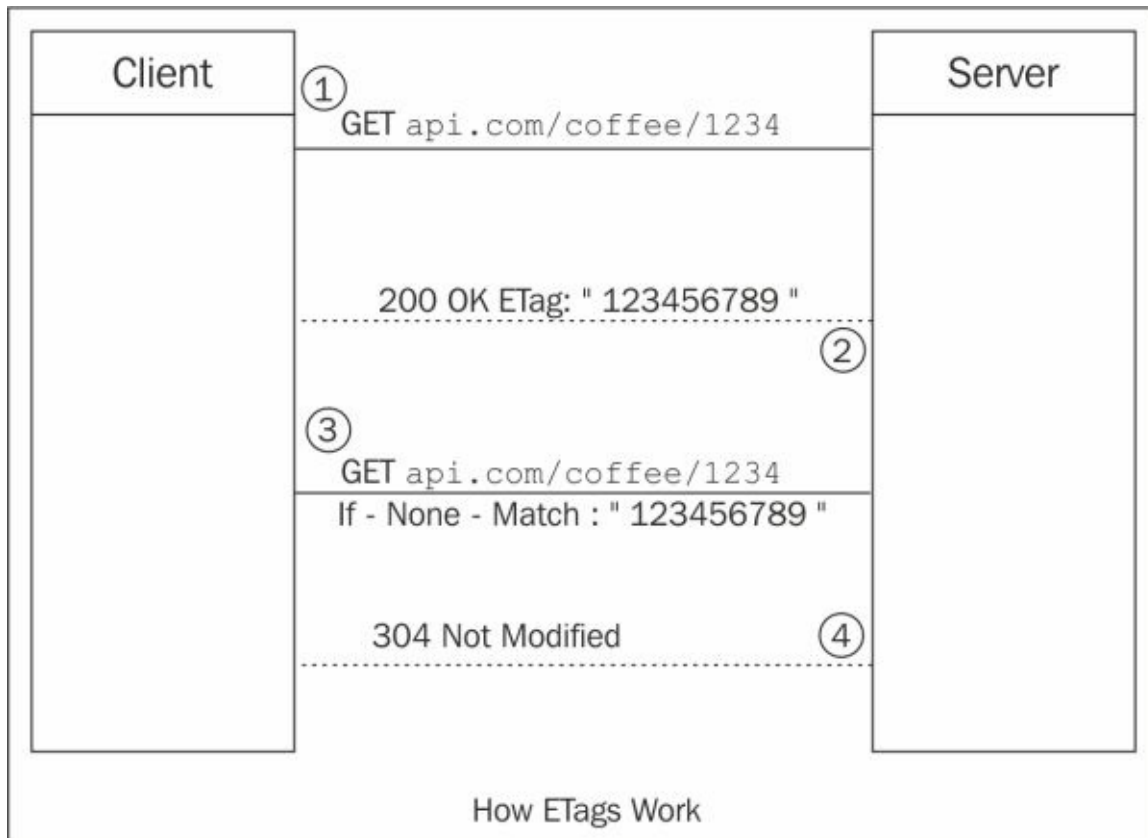 Client
Server
1
GET api.com/coffee/1234
200 OK ETag: " 123456789 "
2
3
GET api.com/coffee/1234
If - None - Match : " 123456789 "
304 Not Modified
4
How ETags Work